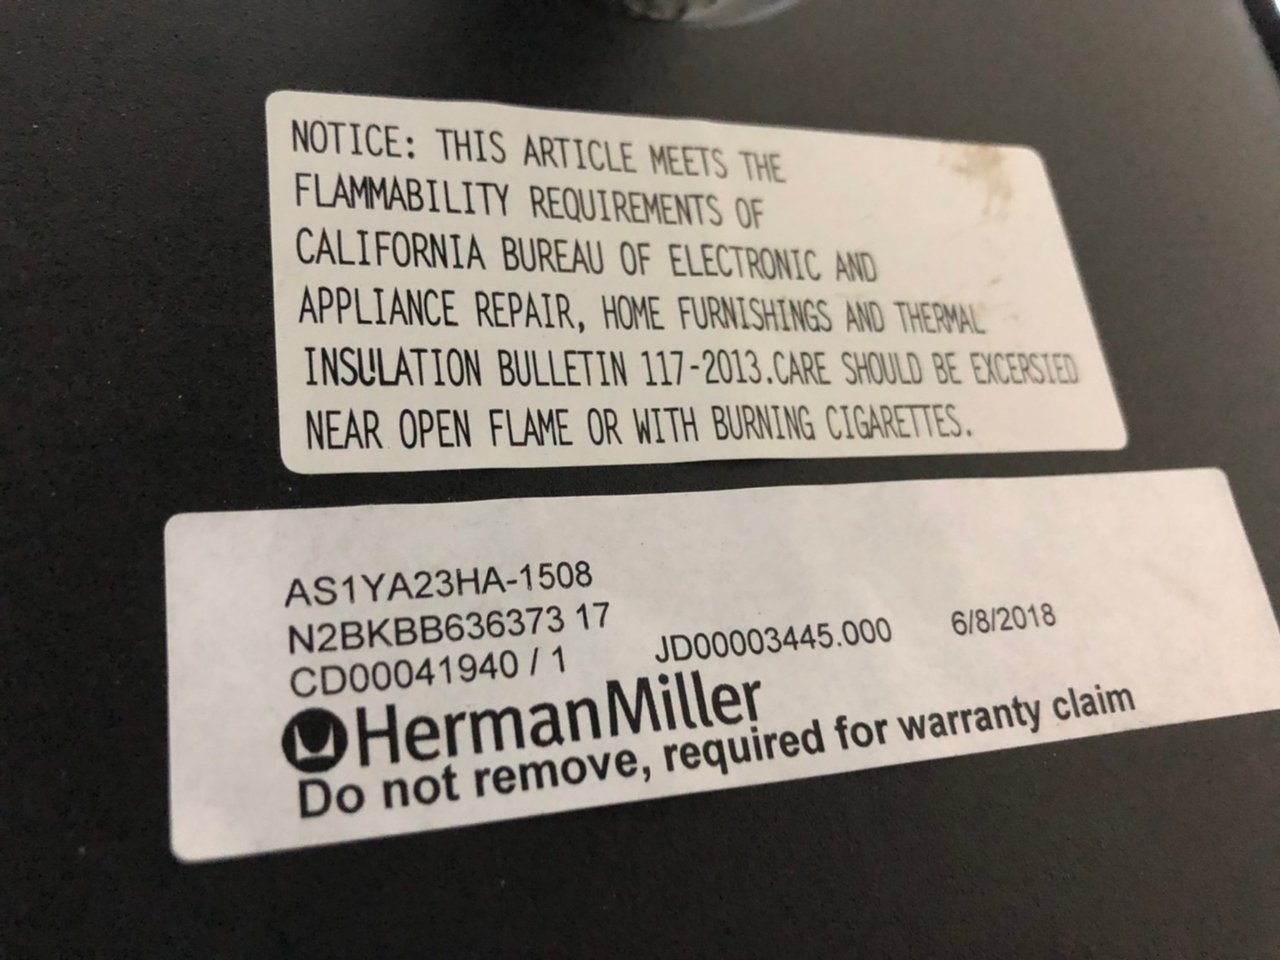 NOTICE: THIS ARTICLE MEETS THE
FLAMMABILITY REQUIREMENTS OF
CALIFORNIA BUREAU OF ELECTRONIC AND
APPLIANCE REPAIR, HOME FURNISHINGS AND THERMAL
INSULATION BULLETIN 117-2013.CARE SHOULD BE EXCERSIED
NEAR OPEN FLAME OR WITH BURNING CIGARETTES.
AS1YA23HA-1508
N2BKBB636373 17
CD00041940 / 1 JD00003445.000 6/8/2018
HermanMiller
Do not remove, required for warranty claim